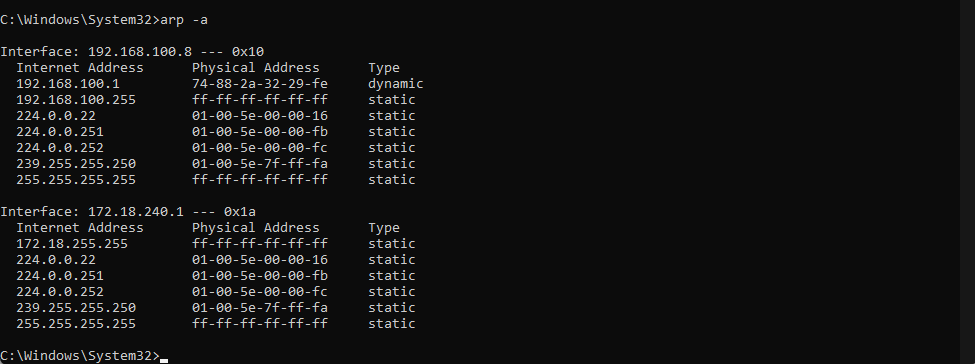 C:\Windows\System32>arp -a
Interface: 192.168.100.8 --- 0x10
  Internet Address      Physical Address      Type
  192.168.100.1         74-88-2a-32-29-fe     dynamic
  192.168.100.255       ff-ff-ff-ff-ff-ff     static
  224.0.0.22            01-00-5e-00-00-16     static
  224.0.0.251           01-00-5e-00-00-fb     static
  224.0.0.252           01-00-5e-00-00-fc     static
  239.255.255.250       01-00-5e-7f-ff-fa     static
  255.255.255.255       ff-ff-ff-ff-ff-ff     static
Interface: 172.18.240.1 --- 0x1a
  Internet Address      Physical Address      Type
  172.18.255.255        ff-ff-ff-ff-ff-ff     static
  224.0.0.22            01-00-5e-00-00-16     static
  224.0.0.251           01-00-5e-00-00-fb     static
  224.0.0.252           01-00-5e-00-00-fc     static
  239.255.255.250       01-00-5e-7f-ff-fa     static
  255.255.255.255       ff-ff-ff-ff-ff-ff     static
C:\Windows\System32>